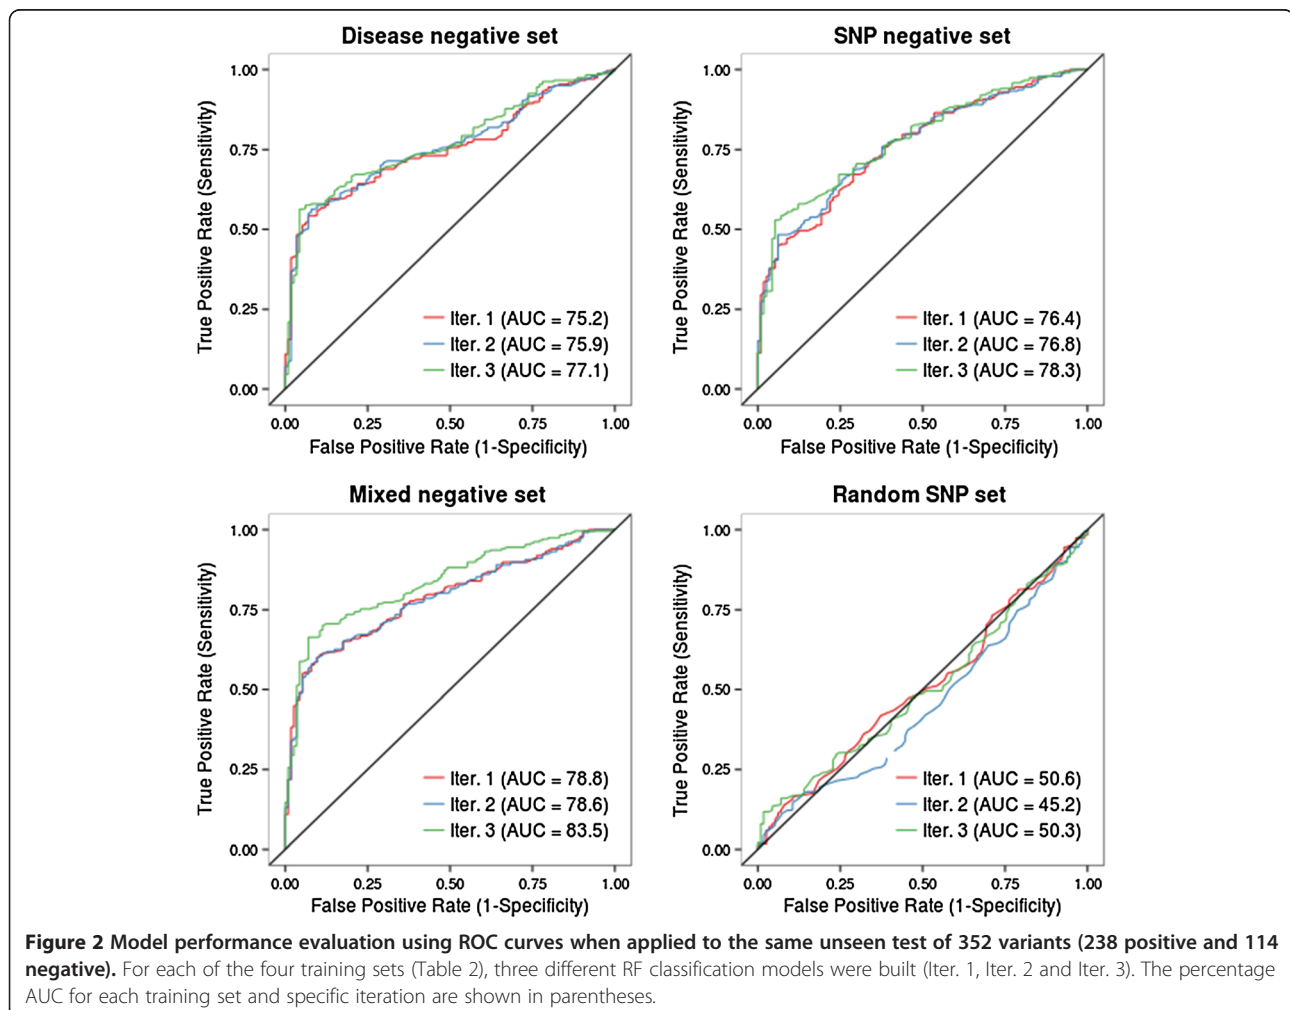 Disease negative set
True Positive Rate (Sensitivity)
1.00
0.75
0.50
0.25
0.00
Iter. 1 (AUC = 75.2)
Iter. 2 (AUC = 75.9)
Iter. 3 (AUC = 77.1)
0.00 0.25 0.50 0.75 1.00
False Positive Rate (1-Specificity)
SNP negative set
True Positive Rate (Sensitivity)
1.00
0.75
0.50
0.25
0.00
Iter. 1 (AUC = 76.4)
Iter. 2 (AUC = 76.8)
Iter. 3 (AUC = 78.3)
0.00 0.25 0.50 0.75 1.00
False Positive Rate (1-Specificity)
Mixed negative set
True Positive Rate (Sensitivity)
1.00
0.75
0.50
0.25
0.00
Iter. 1 (AUC = 78.8)
Iter. 2 (AUC = 78.6)
Iter. 3 (AUC = 83.5)
0.00 0.25 0.50 0.75 1.00
False Positive Rate (1-Specificity)
Random SNP set
True Positive Rate (Sensitivity)
1.00
0.75
0.50
0.25
0.00
Iter. 1 (AUC = 50.6)
Iter. 2 (AUC = 45.2)
Iter. 3 (AUC = 50.3)
0.00 0.25 0.50 0.75 1.00
False Positive Rate (1-Specificity)
Figure 2 Model performance evaluation using ROC curves when applied to the same unseen test of 352 variants (238 positive and 114
negative). For each of the four training sets (Table 2), three different RF classification models were built (Iter. 1, Iter. 2 and Iter. 3). The percentage
AUC for each training set and specific iteration are shown in parentheses.